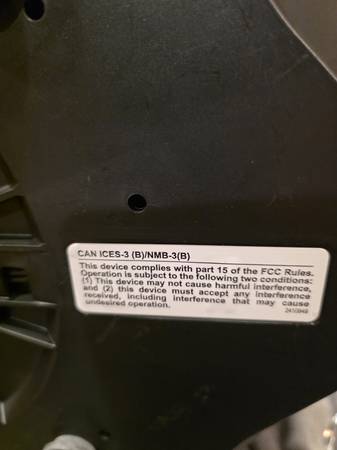 CAN ICES-3 (B)/NMB-3(B)
This device complies with part 15 of the FCC Rules.
Operation is subject to the following two conditions:
(1) This device may not cause harmful interference,
and (2) this device must accept any interference
received, including interference that may cause
undesired operation.
2410949